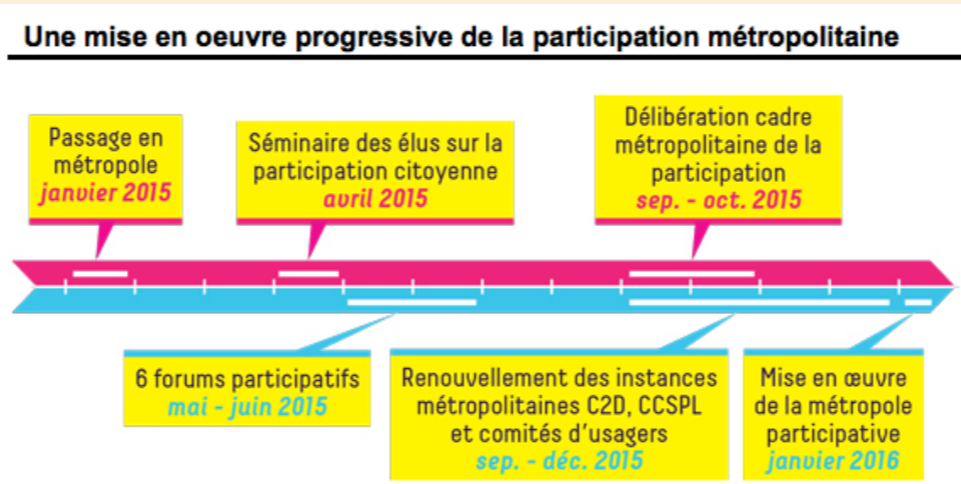 Une mise en oeuvre progressive de la participation métropolitaine
Passage en
métropole
janvier 2015
Séminaire des élus sur la
participation citoyenne
avril 2015
Délibération cadre
métropolitaine de la
participation
sep. - oct. 2015
6 forums participatifs
mai - juin 2015
Renouvellement des instances
métropolitaines C2D, CCSPL
et comités d'usagers
sep. - déc. 2015
Mise en œuvre
de la métropole
participative
janvier 2016